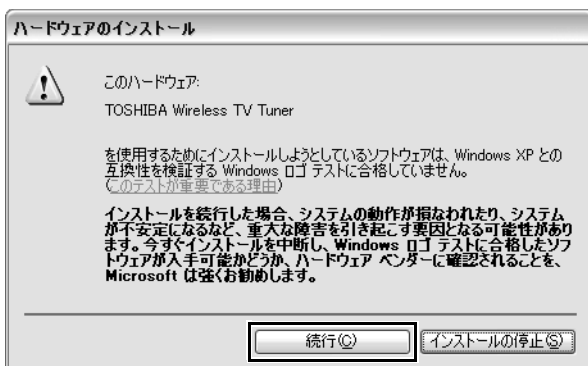 ハードウェアのインストール
このハードウェア:
TOSHIBA Wireless TV Tuner
を使用するためにインストールしようとしているソフトウェアは、Windows XP との
互換性を検証する Windows ロゴ テストに合格していません。
(このテストが重要である理由)
インストールを続行した場合、システムの動作が損なわれたり、システム
が不安定になるなど、重大な障害を引き起こす要因となる可能性があり
ます。今すぐインストールを中断し、Windows ロゴ テストに合格したソフ
トウェアが入手可能かどうか、ハードウェア ベンダーに確認されることを、
Microsoft は強くお勧めします。
続行(C)
インストールの停止(S)